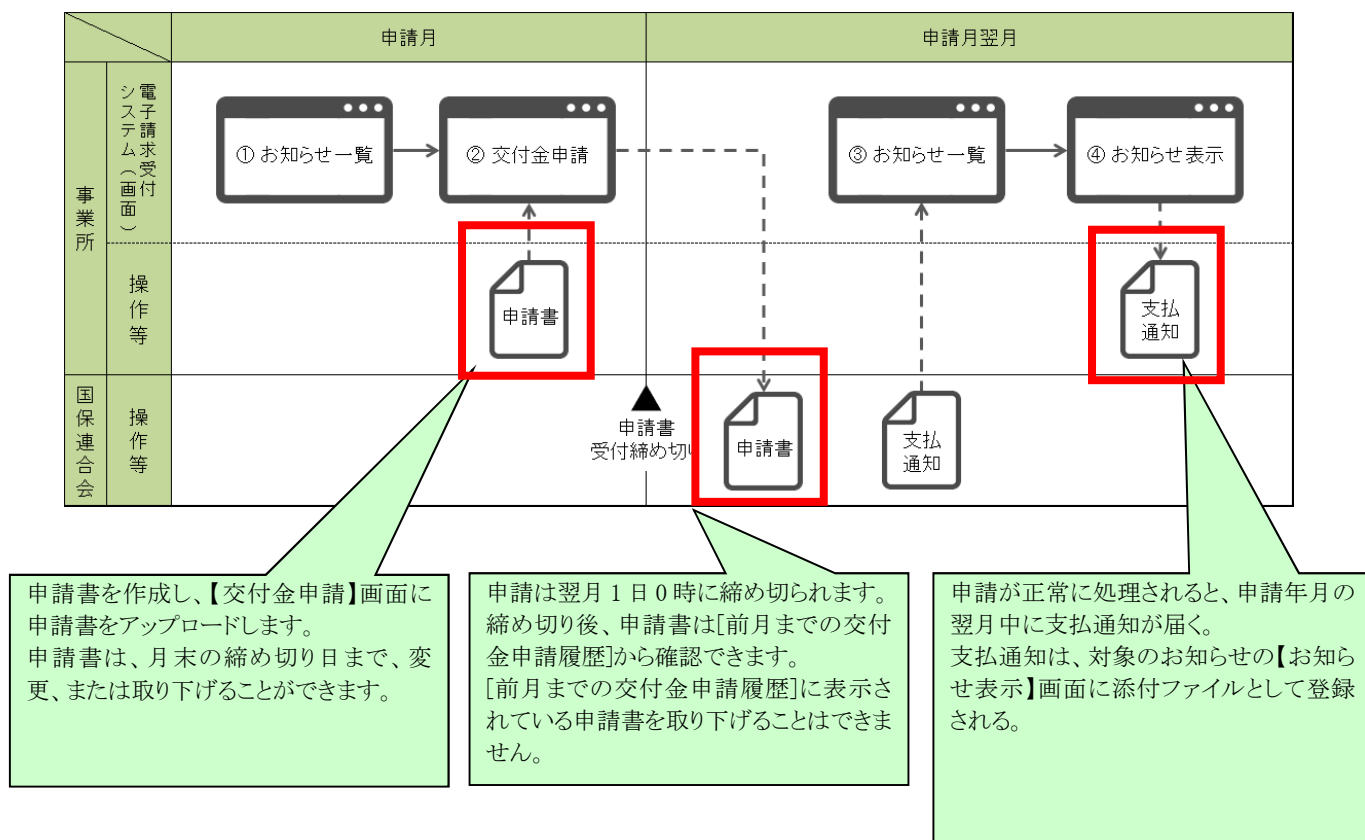 申請月
申請月翌月
事業所
電子請求受付
システム(画面)
① お知らせ一覧
② 交付金申請
③ お知らせ一覧
④ お知らせ表示
操作等
申請書
支払
通知
国保連合会
操作等
申請書
受付締め切り
申請書
支払
通知
申請書を作成し、【交付金申請】画面に
申請書をアップロードします。
申請書は、月末の締め切り日まで、変
更、または取り下げることができます。
申請は翌月1日0時に締め切られます。
締め切り後、申請書は[前月までの交付
金申請履歴]から確認できます。
[前月までの交付金申請履歴]に表示さ
れている申請書を取り下げることはできま
せん。
申請が正常に処理されると、申請年月の
翌月中に支払通知が届く。
支払通知は、対象のお知らせの【お知ら
せ表示】画面に添付ファイルとして登録
される。